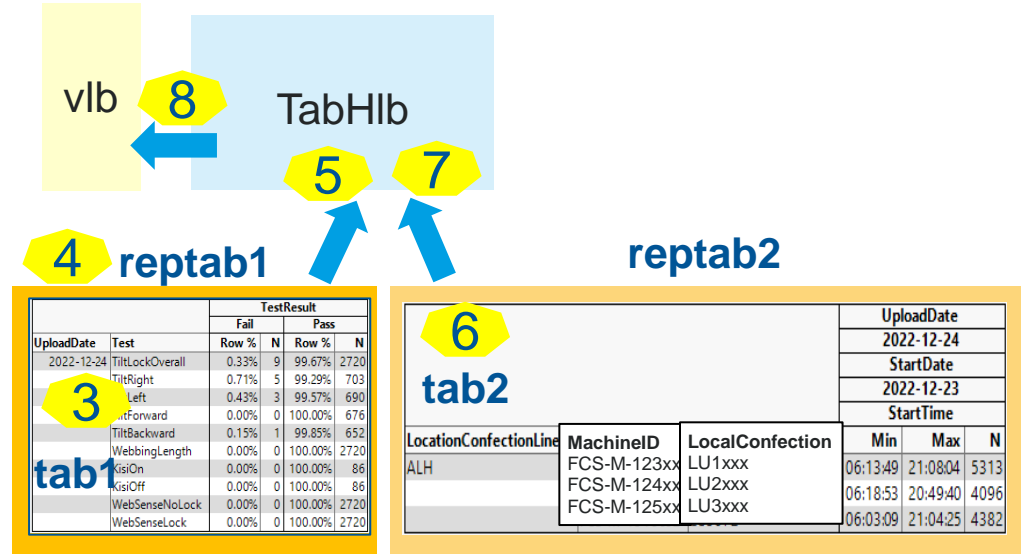 vlb
8
TabHlb
5
7
4
reptab1
reptab2
TestResult
Fail Pass
UploadDate Test Row % N Row % N
2022-12-24 TiltLockOverall 0.33% 9 99.67% 2720
TiltRight 0.71% 5 99.29% 703
Left 0.43% 3 99.57% 690
Forward 0.00% 0 100.00% 676
TiltBackward 0.15% 1 99.85% 652
WebbingLength 0.00% 0 100.00% 2720
KisiOn 0.00% 0 100.00% 86
KisiOff 0.00% 0 100.00% 86
WebSenseNoLock 0.00% 0 100.00% 2720
WebSenseLock 0.00% 0 100.00% 2720
3
tab1
6
tab2
UploadDate
2022-12-24
StartDate
2022-12-23
StartTime
LocationConfectionLine MachineID LocalConfection Min Max N
ALH FCS-M-123xx LU1xxx 06:13:49 21:08:04 5313
FCS-M-124xx LU2xxx 06:18:53 20:49:40 4096
FCS-M-125xx LU3xxx 06:03:09 21:04:25 4382